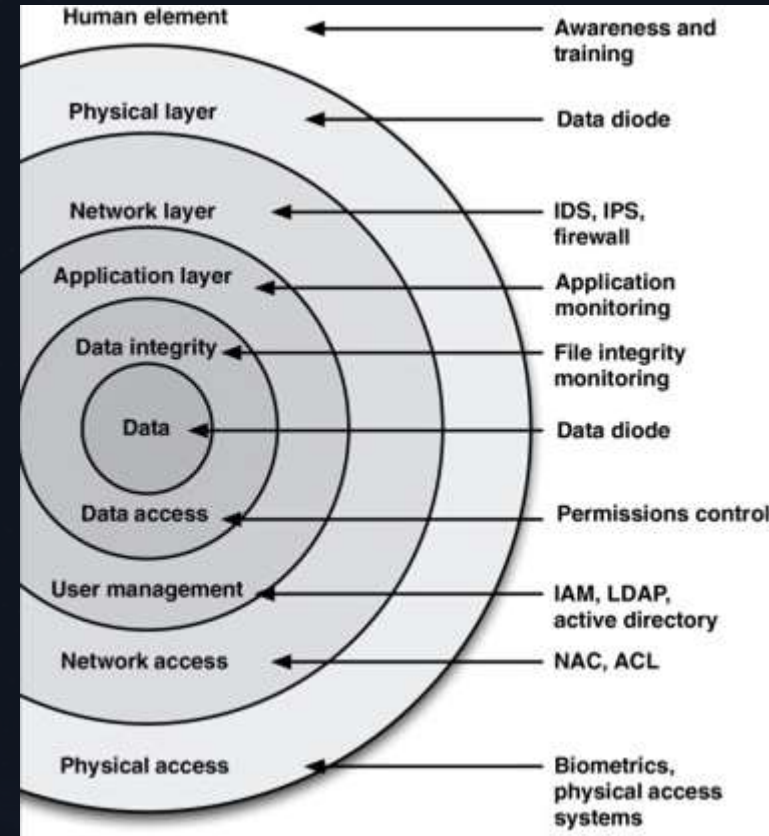 Human element
Awareness and
training
Physical layer
Data diode
Network layer
IDS, IPS,
firewall
Application layer
Application
monitoring
Data integrity
File integrity
monitoring
Data
Data diode
Data access
Permissions control
User management
IAM, LDAP,
active directory
Network access
NAC, ACL
Physical access
Biometrics,
physical access
systems